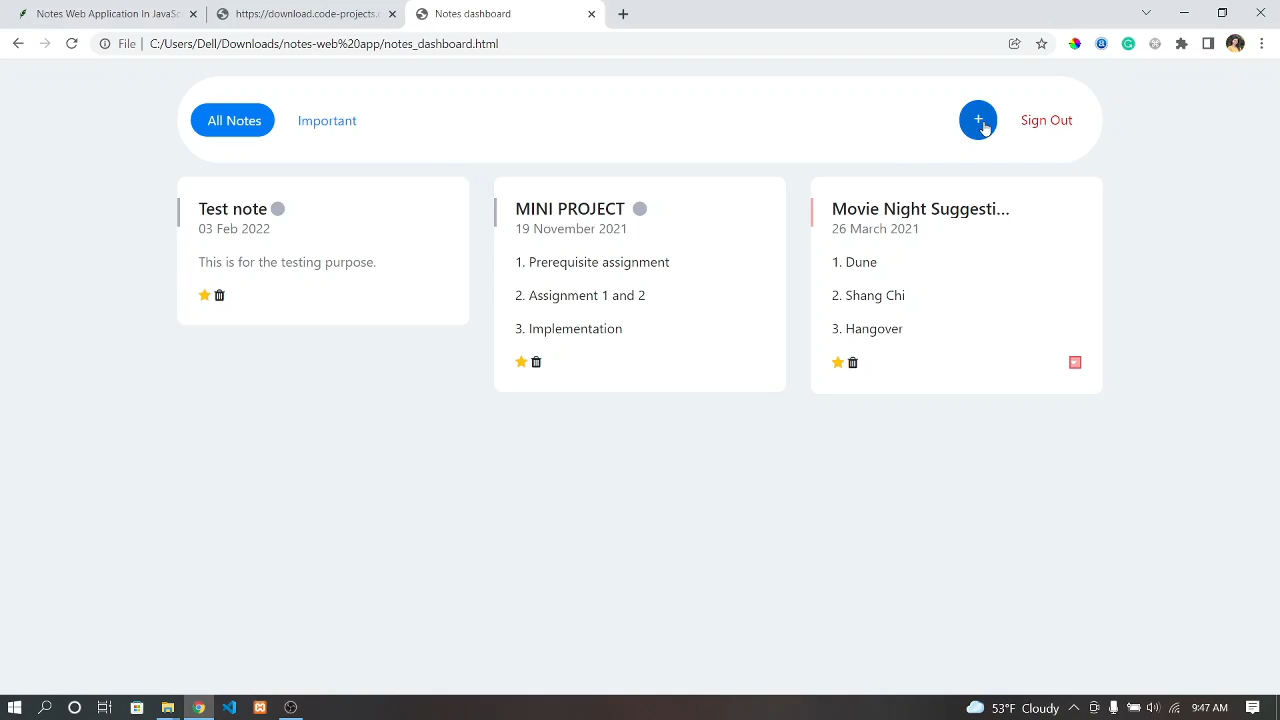 Notes Web Application In JavaSc
https://download.code-projects.
Notes dashboard
File
C:/Users/Dell/Downloads/notes-web%20app/notes_dashboard.html
All Notes
Important
+
Sign Out
Test note
03 Feb 2022
This is for the testing purpose.
MINI PROJECT
19 November 2021
1. Prerequisite assignment
2. Assignment 1 and 2
3. Implementation
Movie Night Suggesti...
26 March 2021
1. Dune
2. Shang Chi
3. Hangover
53°F Cloudy
9:47 AM